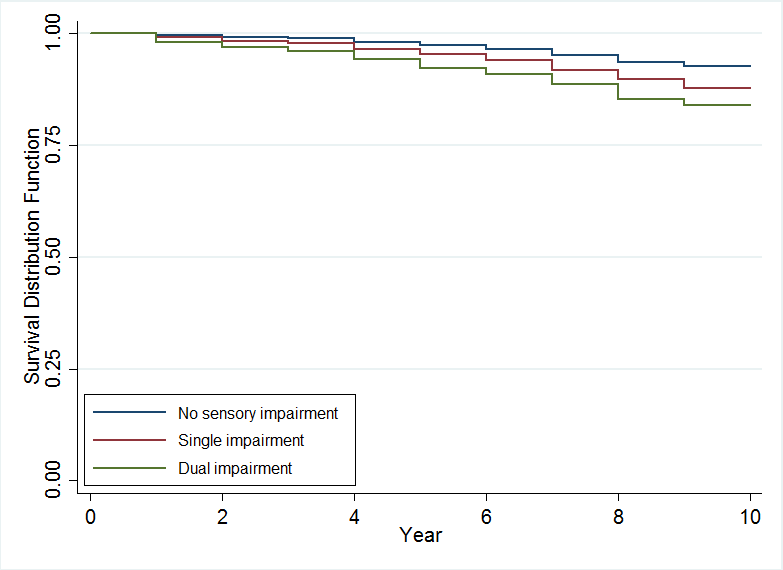 1.00
0.75
0.50
0.25
0.00
Survival Distribution Function
No sensory impairment
Single impairment
Dual impairment
0 2 4 6 8 10
Year